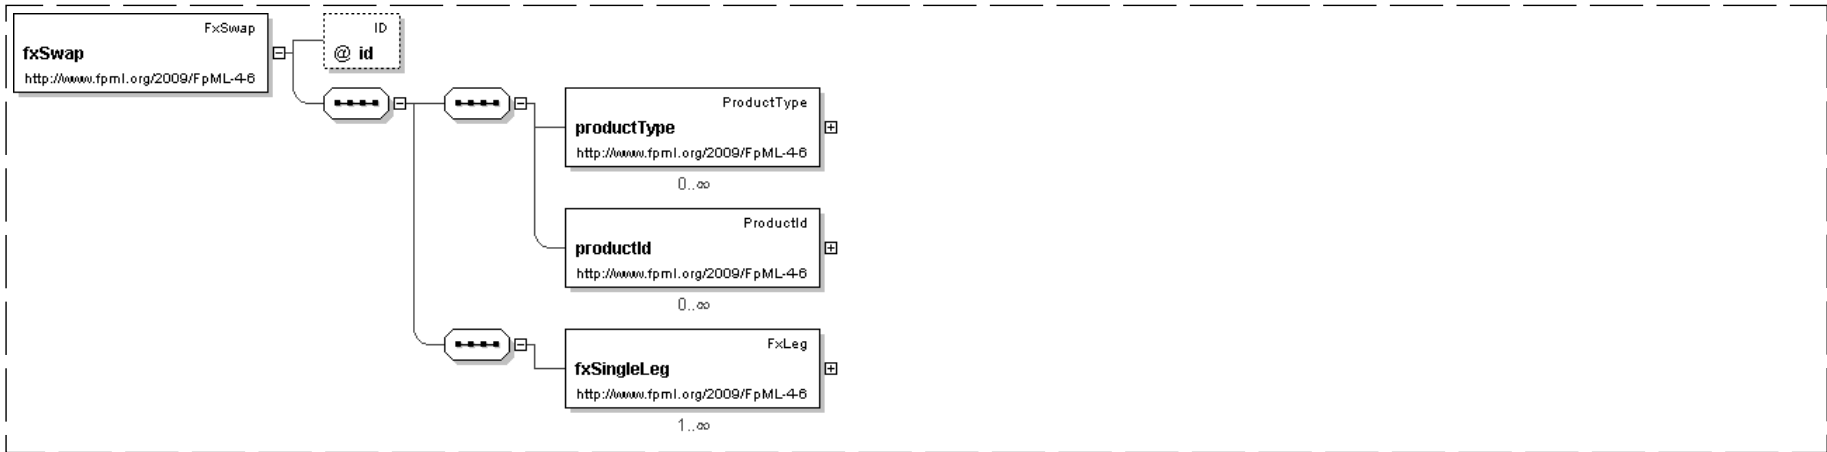 FxSwap
fxSwap
http://www.fpml.org/2009/FpML-4-6
ID
@ id
ProductType
productType
http://www.fpml.org/2009/FpML-4-6
0..∞
ProductId
productId
http://www.fpml.org/2009/FpML-4-6
0..∞
FxLeg
fxSingleLeg
http://www.fpml.org/2009/FpML-4-6
1..∞